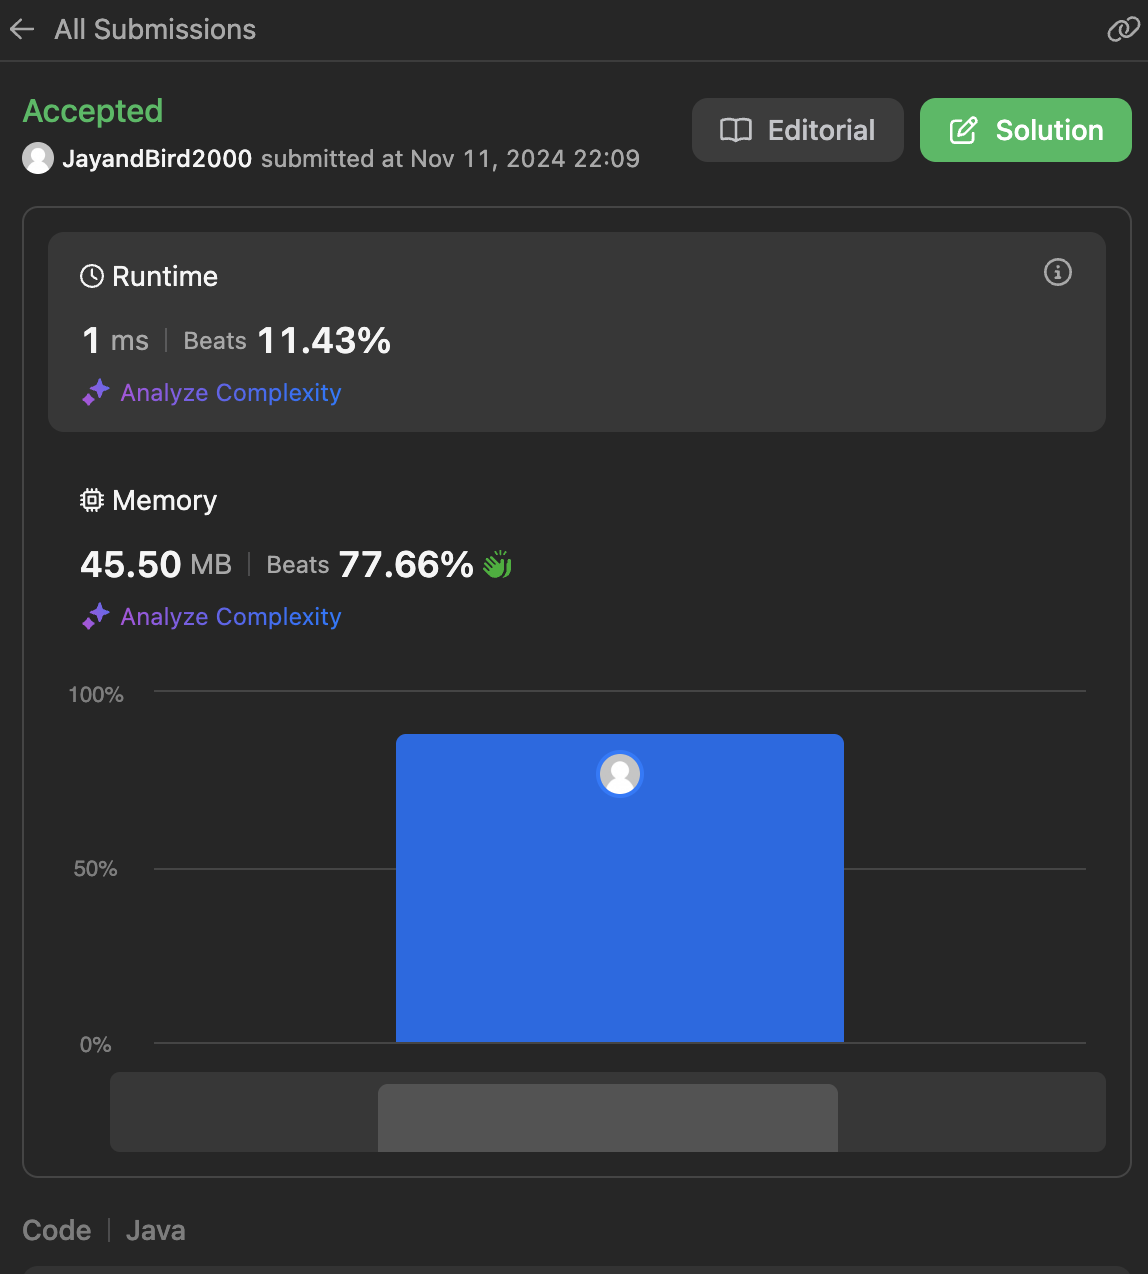 All Submissions
Accepted
JayandBird2000 submitted at Nov 11, 2024 22:09
Editorial
Solution
Runtime
1 ms | Beats 11.43%
Analyze Complexity
Memory
45.50 MB | Beats 77.66%
Analyze Complexity
100%
50%
0%
Code | Java